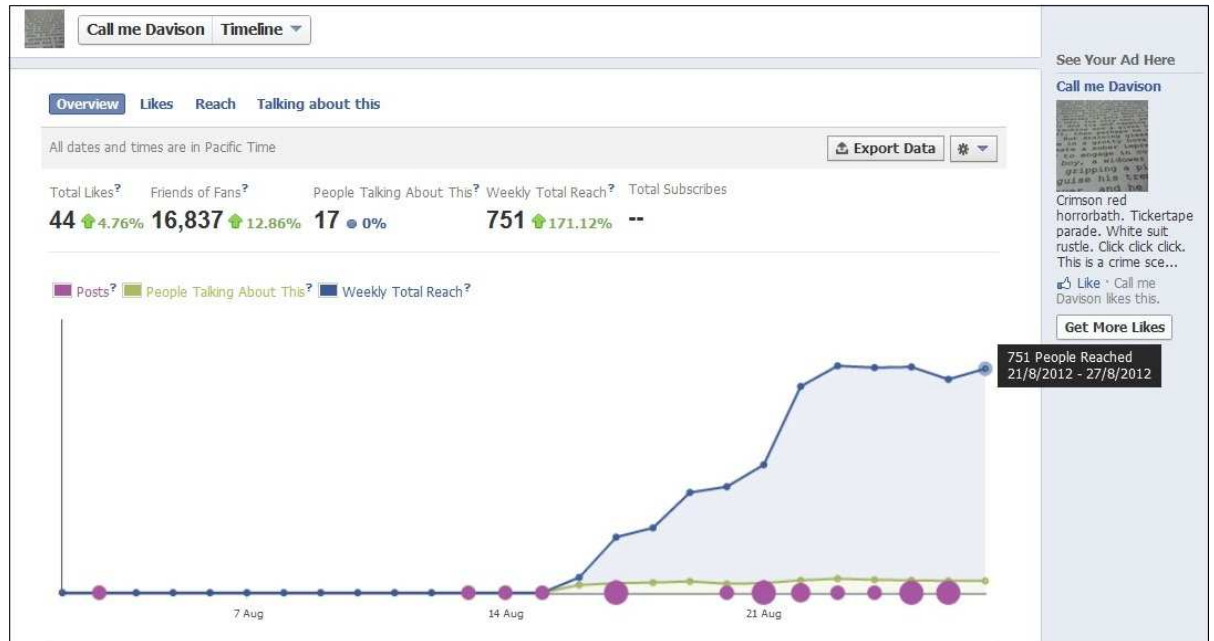 Call me Davison Timeline
Overview Likes Reach Talking about this
All dates and times are in Pacific Time
Export Data
Total Likes? Friends of Fans? People Talking About This? Weekly Total Reach? Total Subscribes
44 4.76% 16,837 12.86% 17 0% 751 171.12% --
Posts? People Talking About This? Weekly Total Reach?
751 People Reached
21/8/2012 - 27/8/2012
7 Aug 14 Aug 21 Aug
See Your Ad Here
Call me Davison
Crimson red
horrorbath. Tickertape
parade. White suit
rustle. Click click click.
This is a crime sce...
Like · Call me
Davison likes this.
Get More Likes